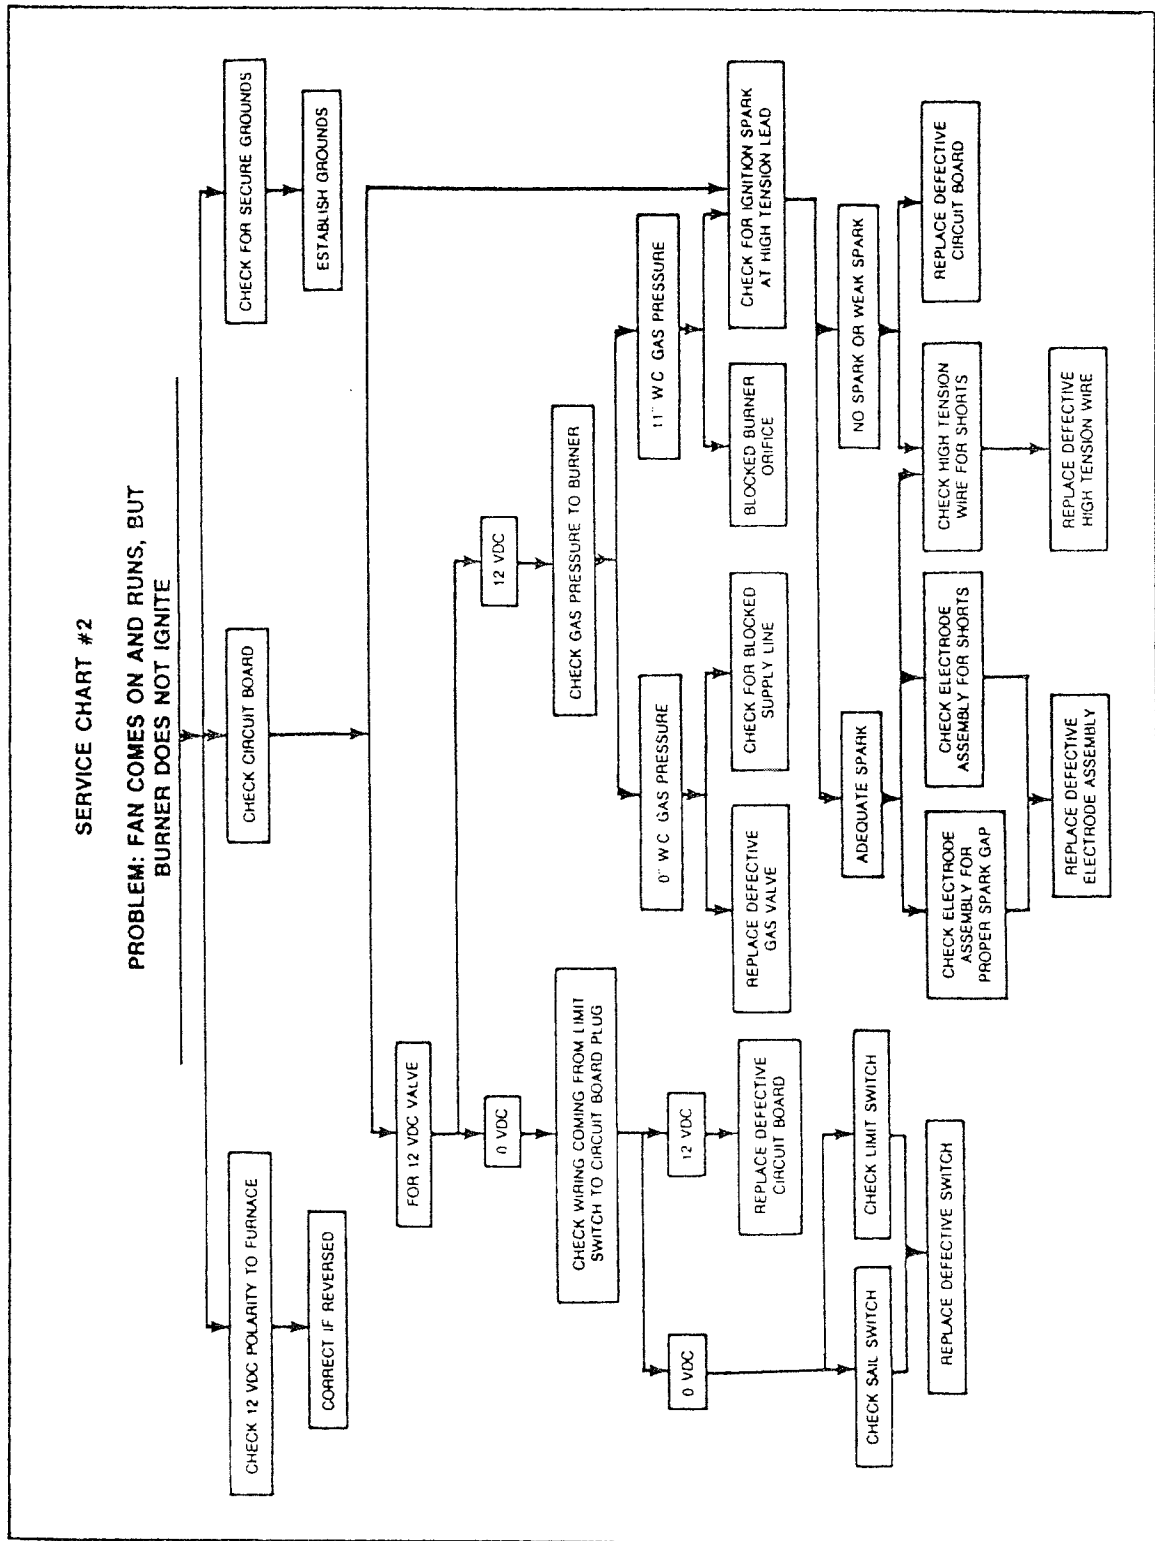 SERVICE CHART #2
PROBLEM: FAN COMES ON AND RUNS, BUT
BURNER DOES NOT IGNITE
CHECK 12 VDC POLARITY TO FURNACE
CORRECT IF REVERSED
CHECK CIRCUIT BOARD
CHECK FOR SECURE GROUNDS
ESTABLISH GROUNDS
FOR 12 VDC VALVE
0 VDC
12 VDC
CHECK WIRING COMING FROM LIMIT
SWITCH TO CIRCUIT BOARD PLUG
CHECK GAS PRESSURE TO BURNER
0 VDC
12 VDC
0" WC GAS PRESSURE
11" WC GAS PRESSURE
REPLACE DEFECTIVE
CIRCUIT BOARD
REPLACE DEFECTIVE
GAS VALVE
CHECK FOR BLOCKED
SUPPLY LINE
BLOCKED BURNER
ORIFICE
CHECK FOR IGNITION SPARK
AT HIGH TENSION LEAD
CHECK SAIL SWITCH
CHECK LIMIT SWITCH
ADEQUATE SPARK
NO SPARK OR WEAK SPARK
REPLACE DEFECTIVE SWITCH
CHECK ELECTRODE
ASSEMBLY FOR
PROPER SPARK GAP
CHECK ELECTRODE
ASSEMBLY FOR SHORTS
CHECK HIGH TENSION
WIRE FOR SHORTS
REPLACE DEFECTIVE
CIRCUIT BOARD
REPLACE DEFECTIVE
ELECTRODE ASSEMBLY
REPLACE DEFECTIVE
HIGH TENSION WIRE